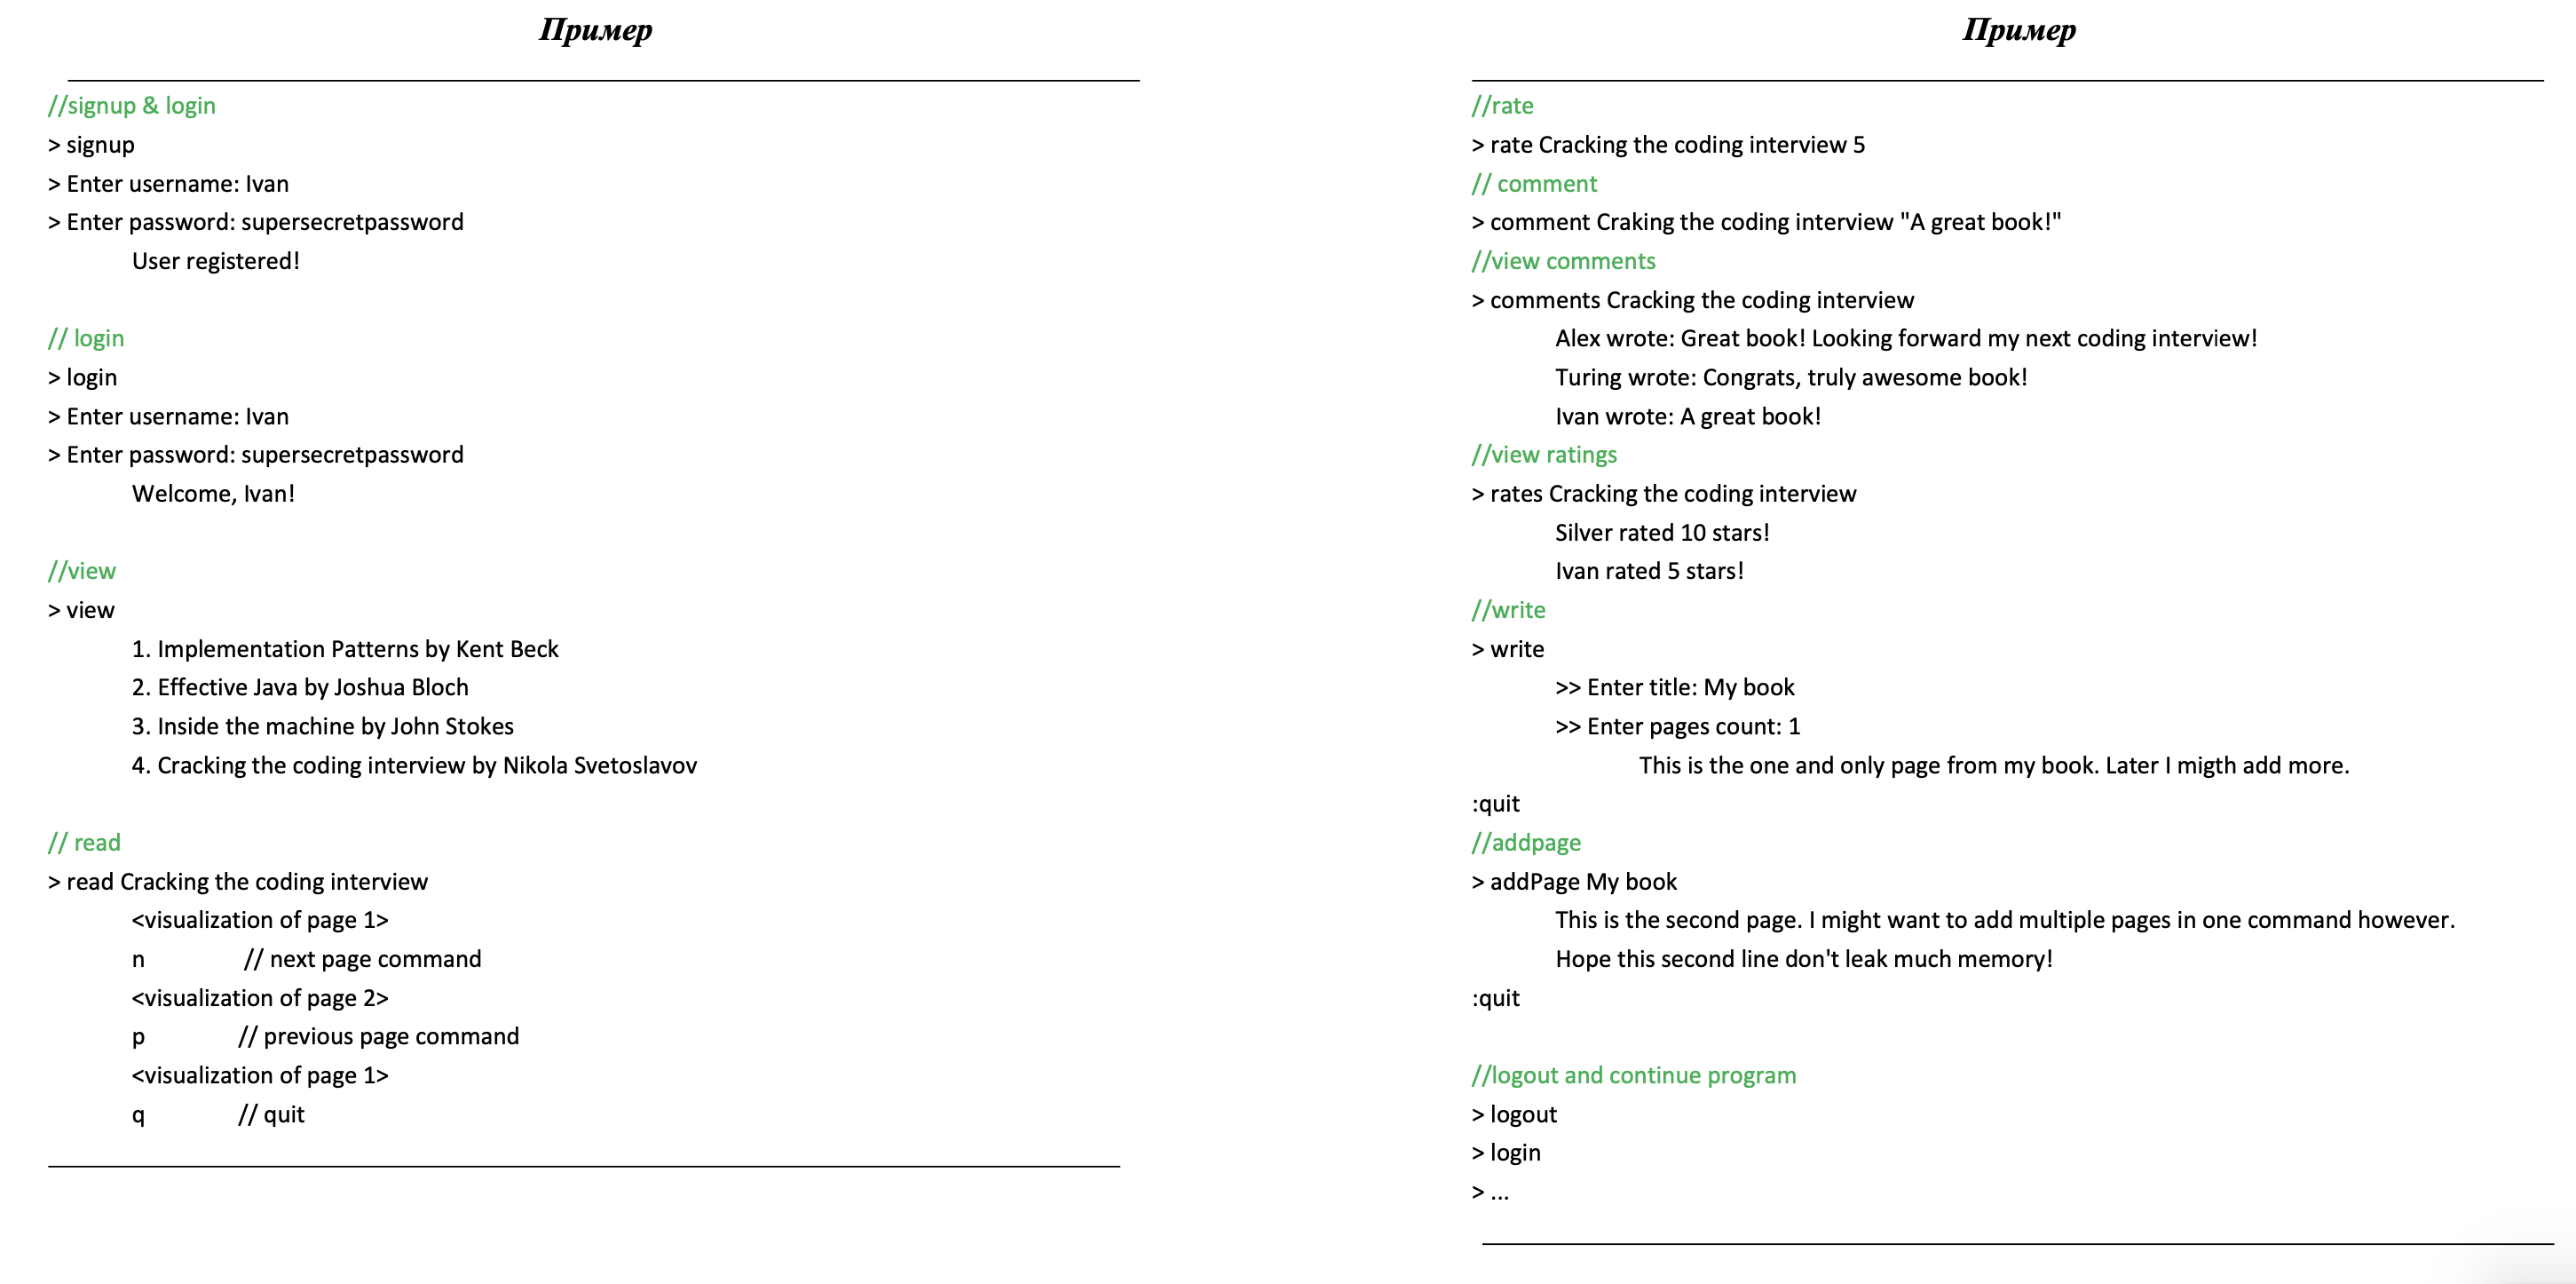 Пример
//signup & login
> signup
> Enter username: Ivan
> Enter password: supersecretpassword
User registered!
// login
> login
> Enter username: Ivan
> Enter password: supersecretpassword
Welcome, Ivan!
//view
> view
1. Implementation Patterns by Kent Beck
2. Effective Java by Joshua Bloch
3. Inside the machine by John Stokes
4. Cracking the coding interview by Nikola Svetoslavov
// read
> read Cracking the coding interview
<visualization of page 1>
n // next page command
<visualization of page 2>
p // previous page command
<visualization of page 1>
q // quit
Пример
//rate
> rate Cracking the coding interview 5
// comment
> comment Craking the coding interview "A great book!"
//view comments
> comments Cracking the coding interview
Alex wrote: Great book! Looking forward my next coding interview!
Turing wrote: Congrats, truly awesome book!
Ivan wrote: A great book!
//view ratings
> rates Cracking the coding interview
Silver rated 10 stars!
Ivan rated 5 stars!
//write
> write
>> Enter title: My book
>> Enter pages count: 1
This is the one and only page from my book. Later I migth add more.
:quit
//addpage
> addPage My book
This is the second page. I might want to add multiple pages in one command however.
Hope this second line don't leak much memory!
:quit
//logout and continue program
> logout
> login
> ...